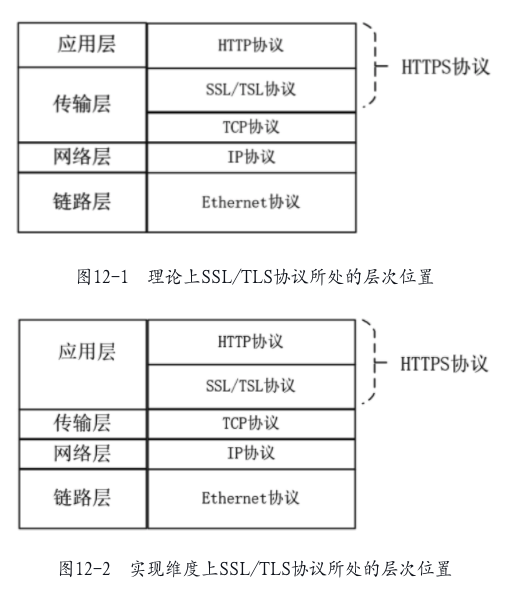 应用层 HTTP协议
HTTPS协议
SSL/TSL协议
传输层
TCP协议
网络层 IP协议
链路层 Ethernet协议
图12-1 理论上SSL/TLS协议所处的层次位置
HTTP协议
应用层
HTTPS协议
SSL/TSL协议
传输层 TCP协议
网络层 IP协议
链路层 Ethernet协议
图12-2 实现维度上SSL/TLS协议所处的层次位置